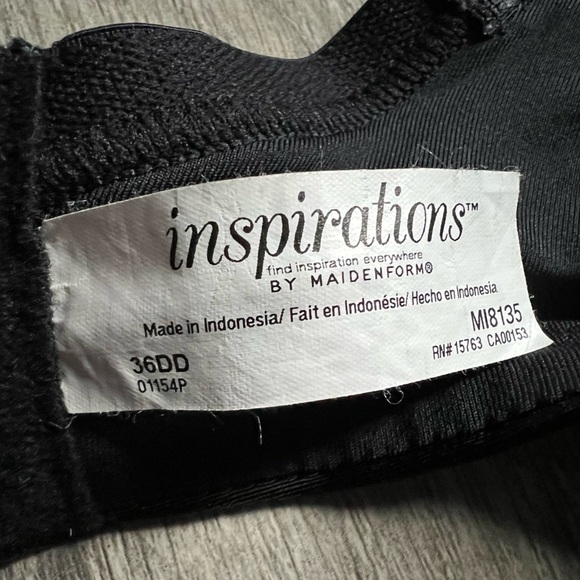 inspirations™
find inspiration everywhere
BY MAIDENFORM®
Made in Indonesia/ Fait en Indonésie/ Hecho en Indonesia
MI8135
36DD
RN# 15763 CA00153
01154P